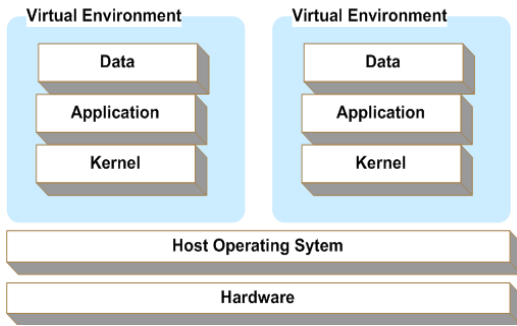 Virtual Environment
Data
Application
Kernel
Virtual Environment
Data
Application
Kernel
Host Operating Sytem
Hardware